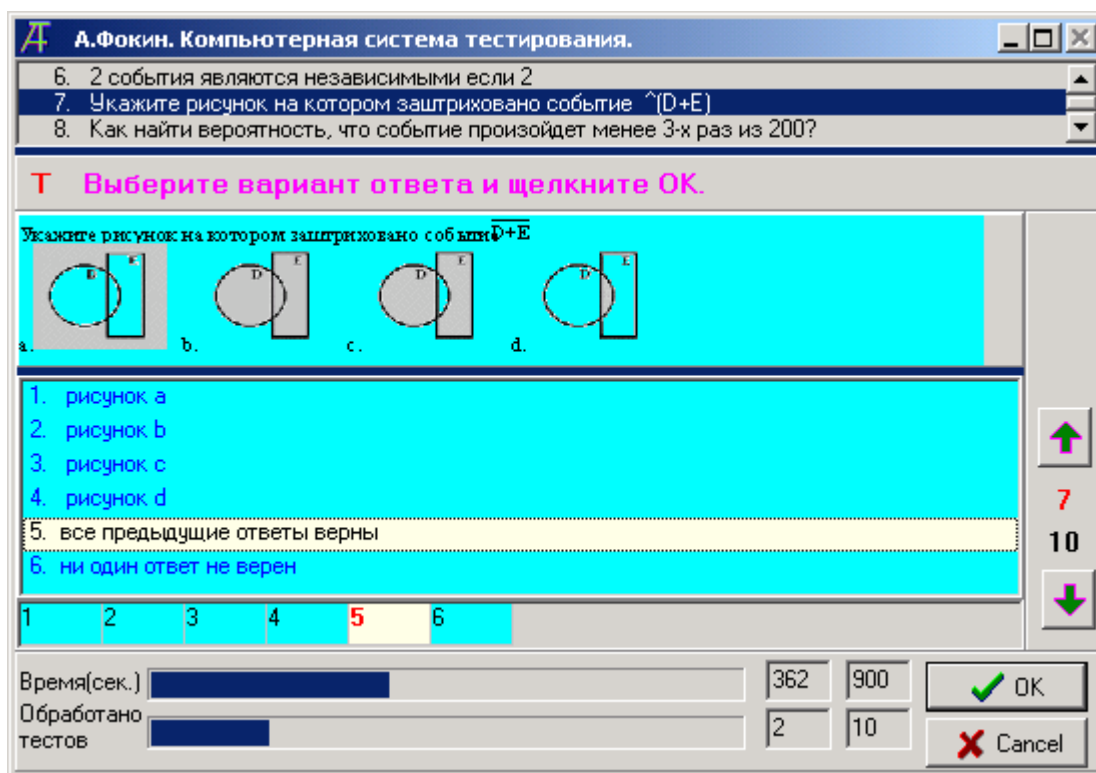 А.Фокин. Компьютерная система тестирования.
6. 2 события являются независимыми если 2
7. Укажите рисунок на котором заштриховано событие ^(D+E)
8. Как найти вероятность, что событие произойдет менее 3-х раз из 200?
Т Выберите вариант ответа и щелкните ОК.
Укажите рисунок на котором заштриховано событи D+E
E D E D E D E
a. b. c. d.
1. рисунок a
2. рисунок b
3. рисунок c
4. рисунок d
5. все предыдущие ответы верны
6. ни один ответ не верен
7
10
1 2 3 4 5 6
Время(сек.) 362 900 OK
Обработано
тестов 2 10 Cancel